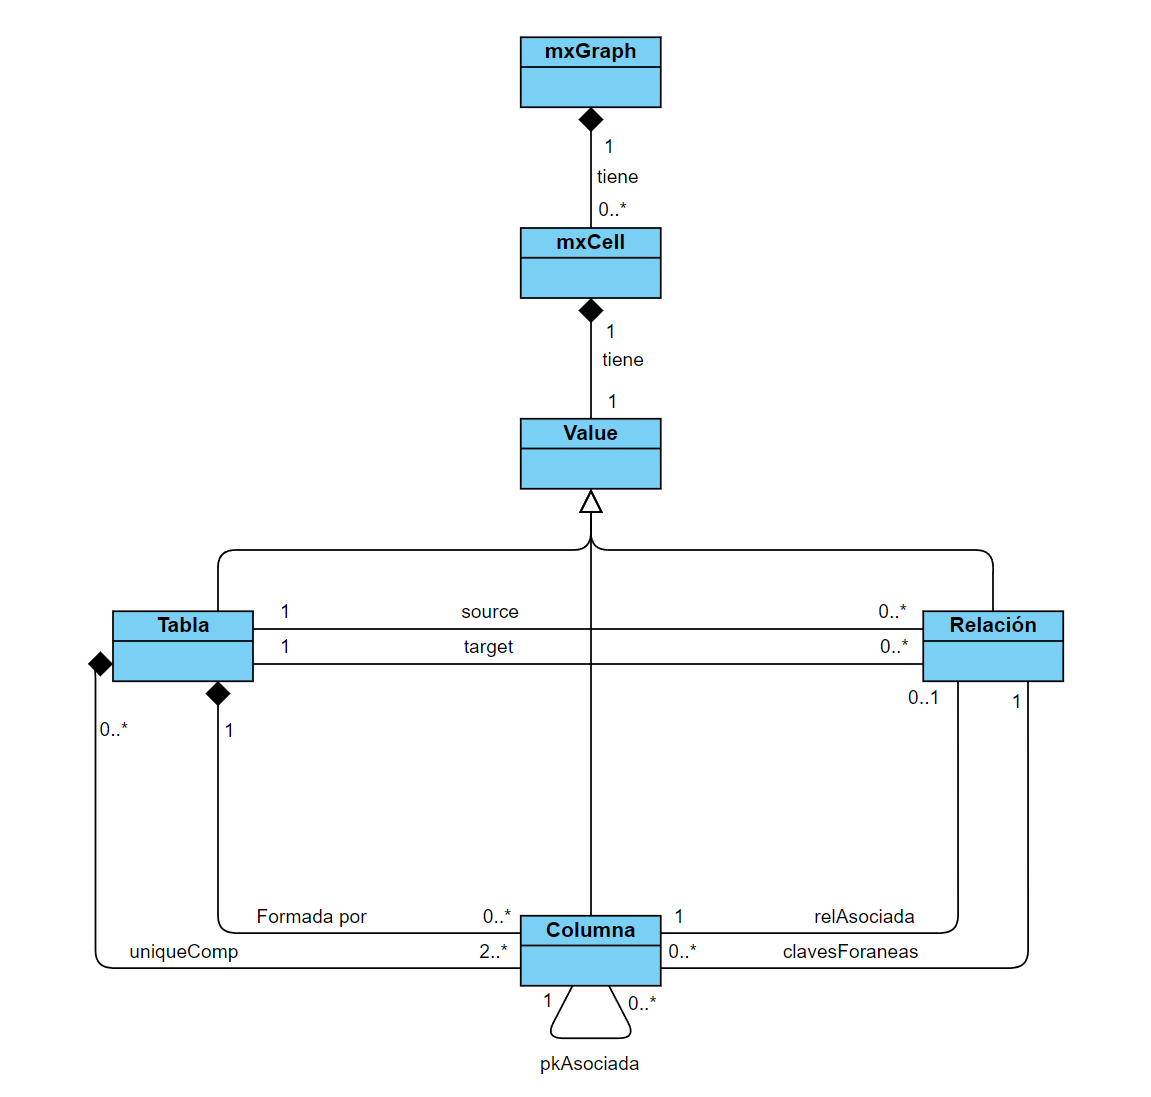 mxGraph
1
tiene
0..*
mxCell
1
tiene
1
Value
1 source 0..*
Tabla
Relación
1 target 0..*
0..1
1
0..*
1
Formada por 0..*
1 relAsociada
Columna
uniqueComp 2..*
0..* clavesForaneas
1
0..*
pkAsociada